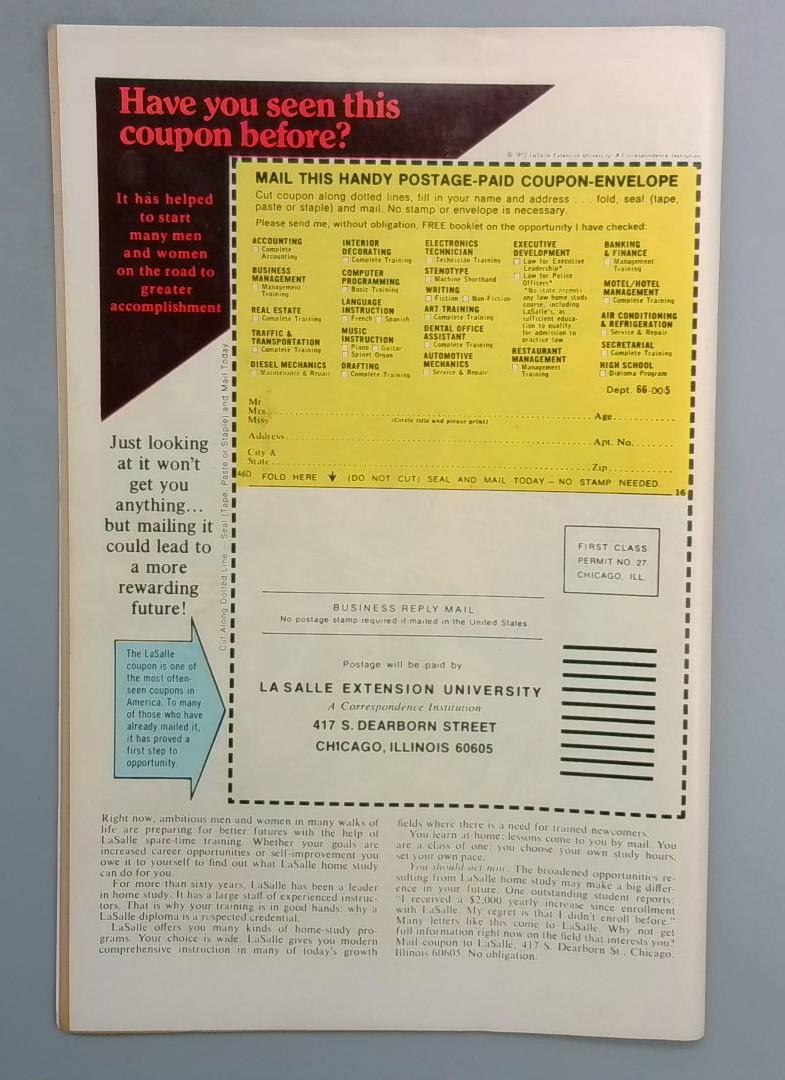 Have you seen this
coupon before?
© 1972 LaSalle Extension University, A Correspondence Institution
It has helped
to start
many men
and women
on the road to
greater
accomplishment
MAIL THIS HANDY POSTAGE-PAID COUPON-ENVELOPE
Cut coupon along dotted lines, fill in your name and address . . . fold, seal (tape,
paste or staple) and mail. No stamp or envelope is necessary.
Please send me, without obligation, FREE booklet on the opportunity I have checked:
ACCOUNTING
Complete
Accounting
BUSINESS
MANAGEMENT
Management
Training
REAL ESTATE
Complete Training
TRAFFIC &
TRANSPORTATION
Complete Training
DIESEL MECHANICS
Maintenance & Repair
INTERIOR
DECORATING
Complete Training
COMPUTER
PROGRAMMING
Basic Training
LANGUAGE
INSTRUCTION
French Spanish
MUSIC
INSTRUCTION
Piano Guitar
Spinet Organ
DRAFTING
Complete Training
ELECTRONICS
TECHNICIAN
Technician Training
STENOTYPE
Machine Shorthand
WRITING
Fiction Non-Fiction
ART TRAINING
Complete Training
DENTAL OFFICE
ASSISTANT
Complete Training
AUTOMOTIVE
MECHANICS
Service & Repair
EXECUTIVE
DEVELOPMENT
Law for Executive
Leadership*
Law for Police
Officers*
*No state accepts
any law home study
course, including
LaSalle's, as
sufficient educa-
tion to qualify
for admission to
practice law
RESTAURANT
MANAGEMENT
Management
Training
BANKING
& FINANCE
Management
Training
MOTEL/HOTEL
MANAGEMENT
Complete Training
AIR CONDITIONING
& REFRIGERATION
Service & Repair
SECRETARIAL
Complete Training
HIGH SCHOOL
Diploma Program
Dept. 66-005
Mr.
Mrs.
Miss (Circle title and please print) Age
Address Apt. No.
City &
State Zip
46D FOLD HERE (DO NOT CUT) SEAL AND MAIL TODAY – NO STAMP NEEDED. 16
Cut Along Dotted Line – Seal (Tape, Paste or Staple) and Mail Today
Just looking
at it won't
get you
anything...
but mailing it
could lead to
a more
rewarding
future!
The LaSalle
coupon is one of
the most often-
seen coupons in
America. To many
of those who have
already mailed it,
it has proved a
first step to
opportunity.
FIRST CLASS
PERMIT NO. 27
CHICAGO, ILL.
BUSINESS REPLY MAIL
No postage stamp required if mailed in the United States
Postage will be paid by
LA SALLE EXTENSION UNIVERSITY
A Correspondence Institution
417 S. DEARBORN STREET
CHICAGO, ILLINOIS 60605
Right now, ambitious men and women in many walks of
life are preparing for better futures with the help of
LaSalle spare-time training. Whether your goals are
increased career opportunities or self-improvement you
owe it to yourself to find out what LaSalle home study
can do for you.
For more than sixty years, LaSalle has been a leader
in home study. It has a large staff of experienced instruc-
tors. That is why your training is in good hands; why a
LaSalle diploma is a respected credential.
LaSalle offers you many kinds of home-study pro-
grams. Your choice is wide. LaSalle gives you modern
comprehensive instruction in many of today's growth
fields where there is a need for trained newcomers.
You learn at home; lessons come to you by mail. You
are a class of one; you choose your own study hours,
set your own pace.
You should act now. The broadened opportunities re-
sulting from LaSalle home study may make a big differ-
ence in your future. One outstanding student reports:
"I received a $2,000 yearly increase since enrollment
with LaSalle. My regret is that I didn't enroll before."
Many letters like this come to LaSalle. Why not get
full information right now on the field that interests you?
Mail coupon to LaSalle, 417 S. Dearborn St., Chicago,
Illinois 60605. No obligation.